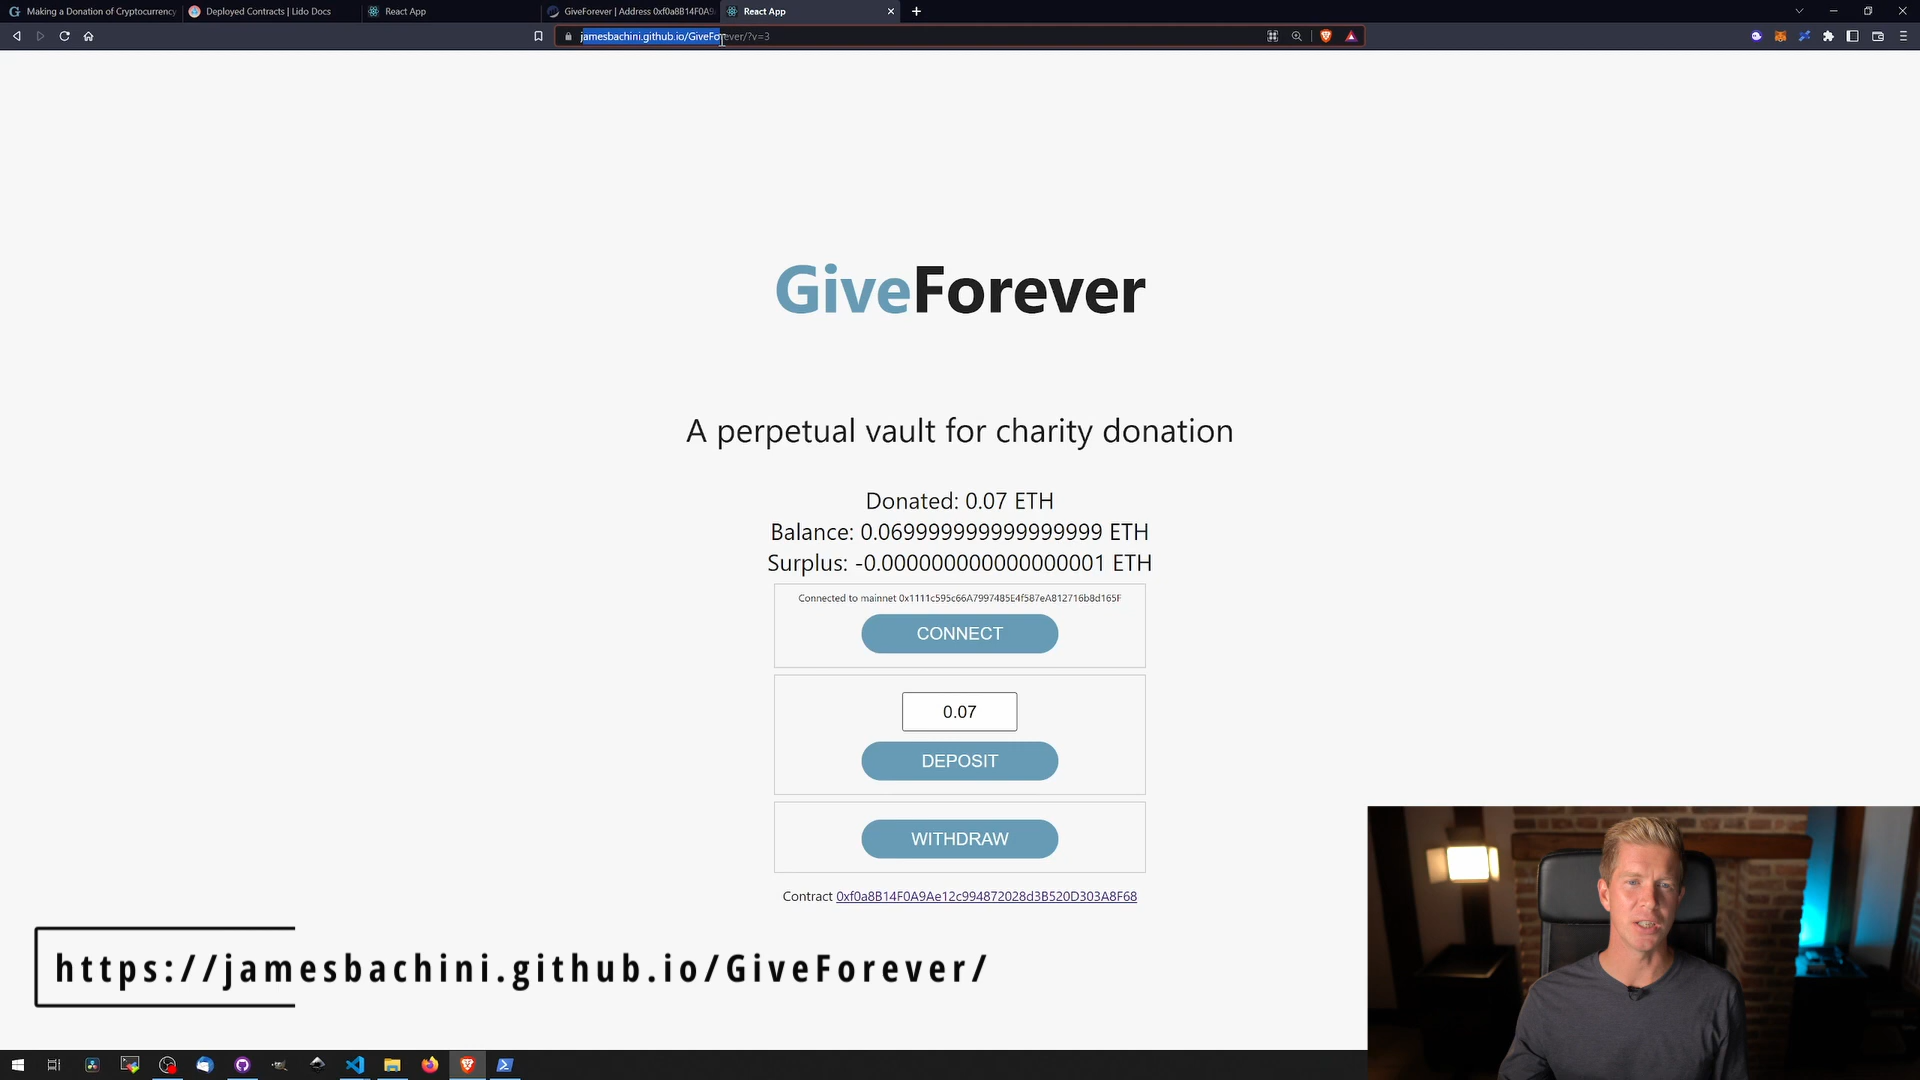 Making a Donation of Cryptocurrency
Deployed Contracts | Lido Docs
React App
GiveForever | Address 0xf0a8B14F0A9
React App
jamesbachini.github.io/GiveForever/?v=3
GiveForever
A perpetual vault for charity donation
Donated: 0.07 ETH
Balance: 0.069999999999999999 ETH
Surplus: -0.000000000000000001 ETH
Connected to mainnet 0x1111c595c66A7997485E4f587eA812716b8d165F
CONNECT
0.07
DEPOSIT
WITHDRAW
Contract 0xf0a8B14F0A9Ae12c994872028d3B520D303A8F68
https://jamesbachini.github.io/GiveForever/